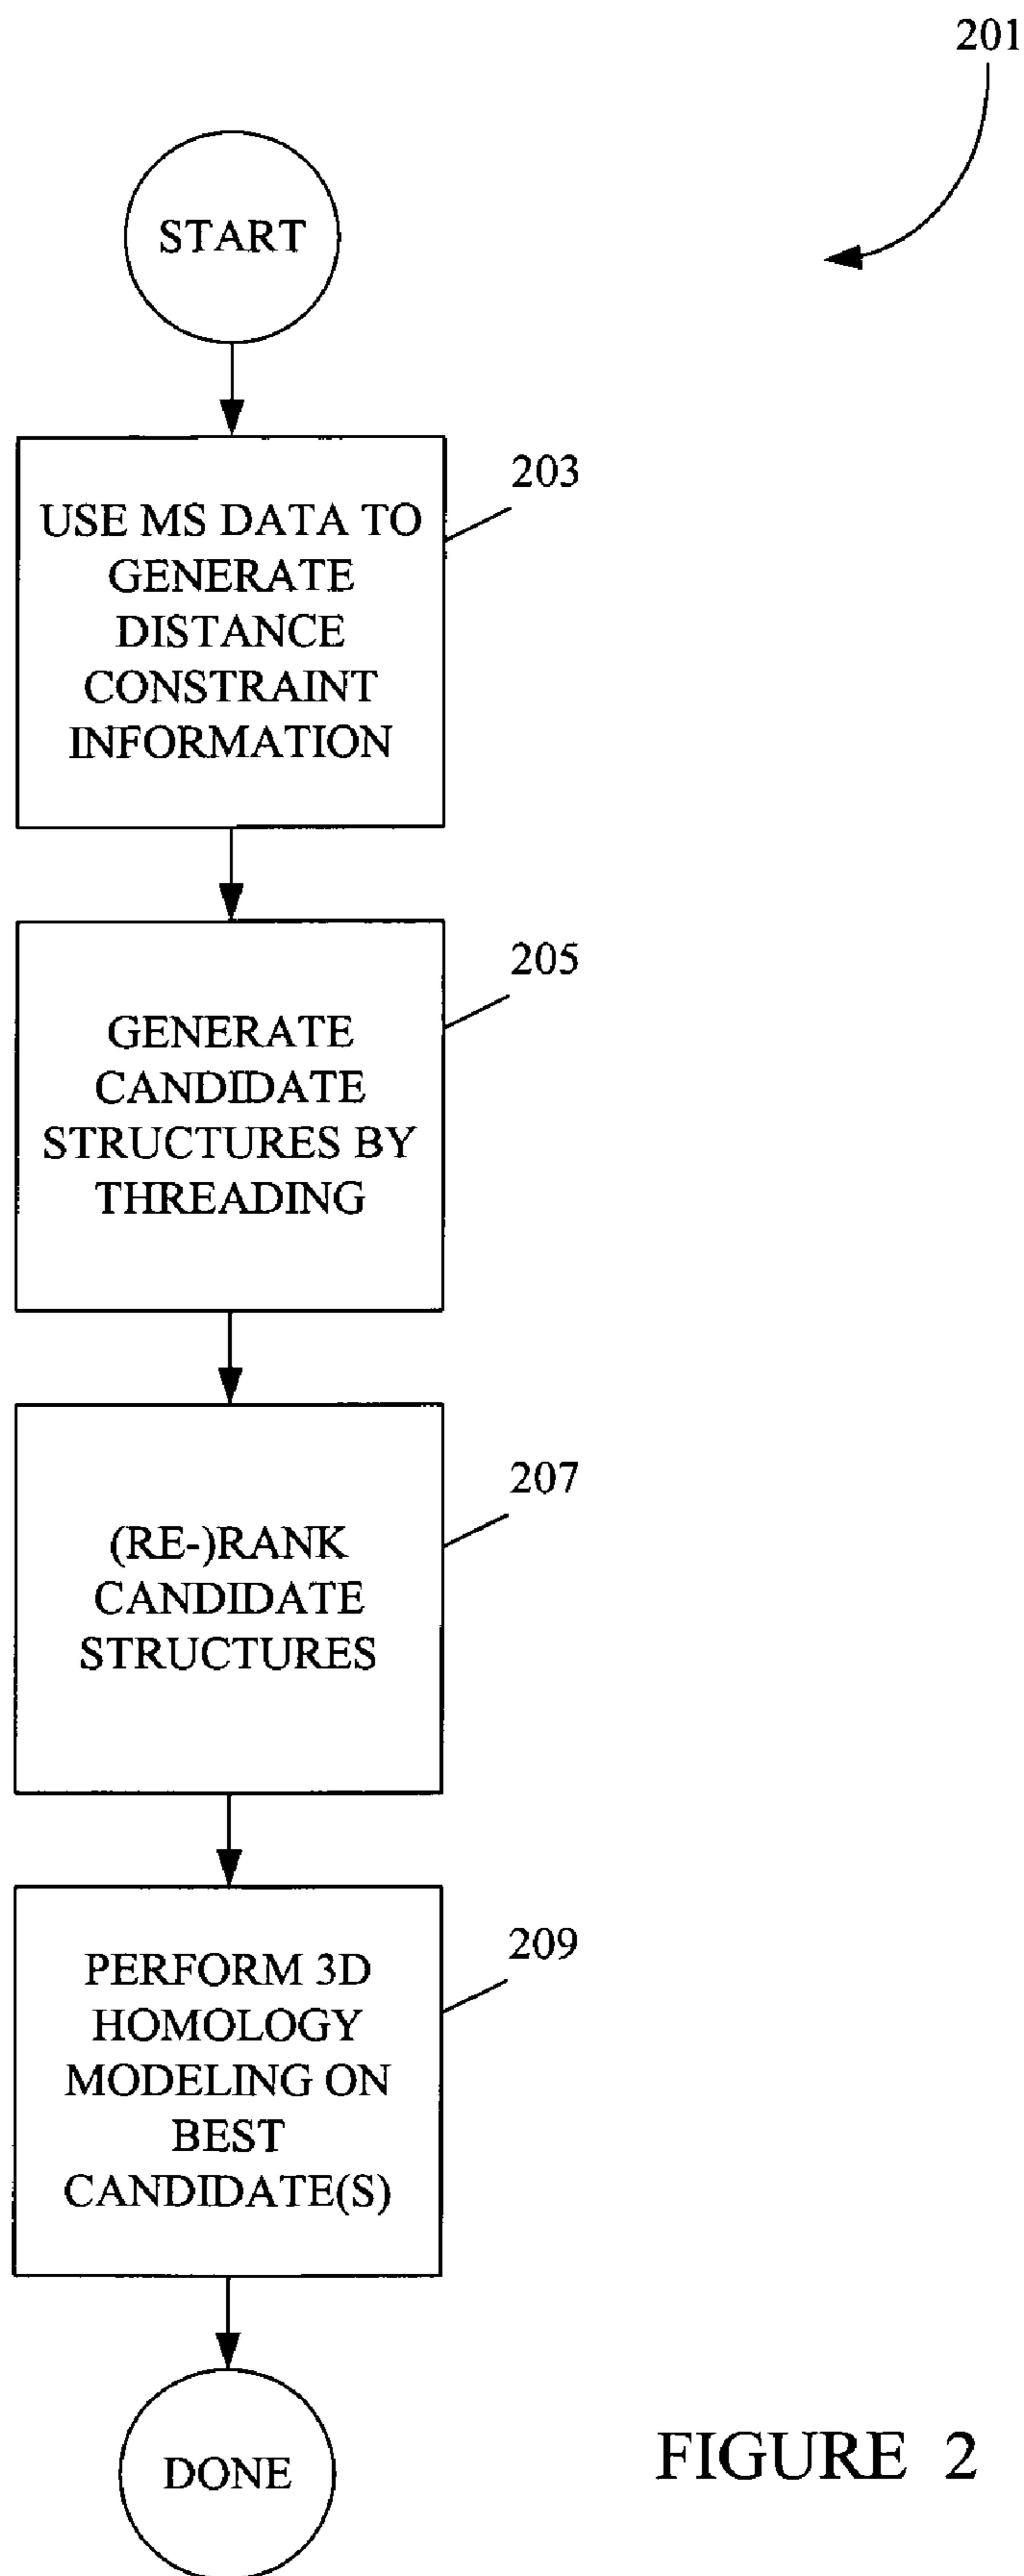 201
START
203
USE MS DATA TO
GENERATE
DISTANCE
CONSTRAINT
INFORMATION
205
GENERATE
CANDIDATE
STRUCTURES BY
THREADING
207
(RE-)RANK
CANDIDATE
STRUCTURES
209
PERFORM 3D
HOMOLOGY
MODELING ON
BEST
CANDIDATE(S)
DONE
FIGURE 2